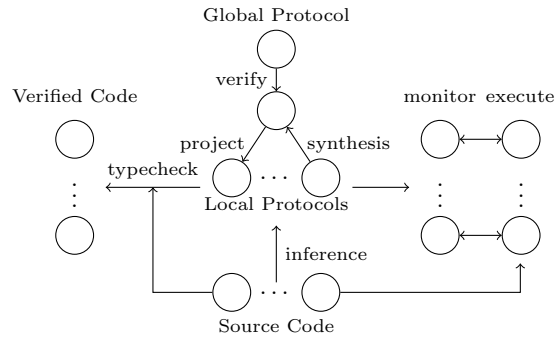 Global Protocol
verify
Verified Code
monitor execute
project
synthesis
typecheck
Local Protocols
inference
Source Code